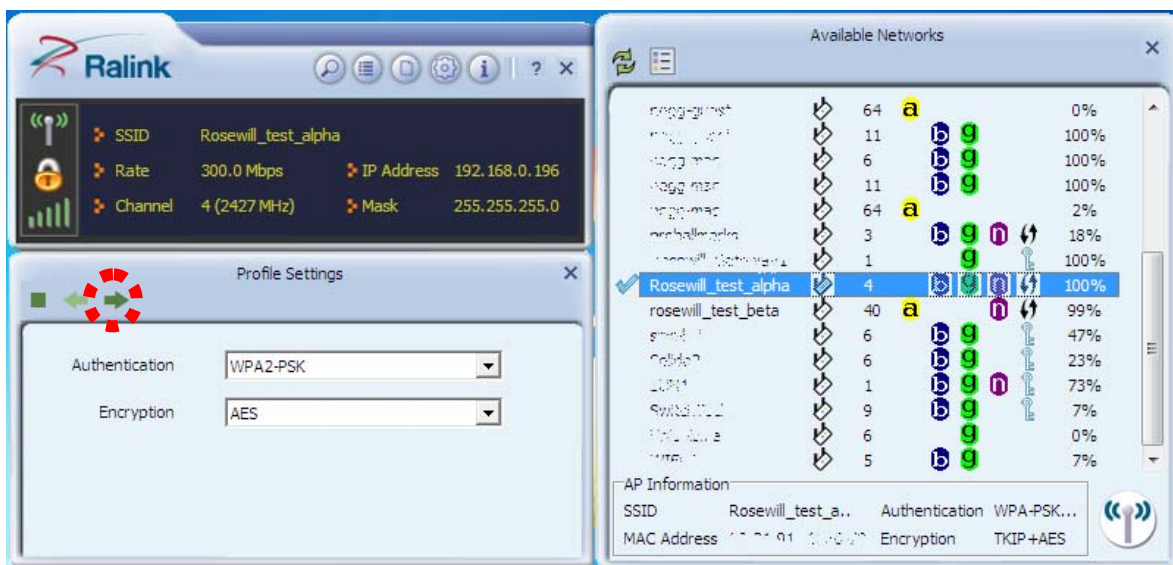 Ralink
? ×
SSID Rosewill_test_alpha
Rate 300.0 Mbps IP Address 192.168.0.196
Channel 4 (2427 MHz) Mask 255.255.255.0
Profile Settings
Authentication WPA2-PSK
Encryption AES
Available Networks
64 a 0%
11 b g 100%
6 b g 100%
11 b g 100%
64 a 2%
3 b g n 18%
1 g 100%
Rosewill_test_alpha 4 b g n 100%
rosewill_test_beta 40 a n 99%
6 b g 47%
6 b g 23%
1 b g n 73%
9 b g 7%
6 g 0%
5 b g 7%
AP Information
SSID Rosewill_test_a.. Authentication WPA-PSK...
MAC Address Encryption TKIP+AES